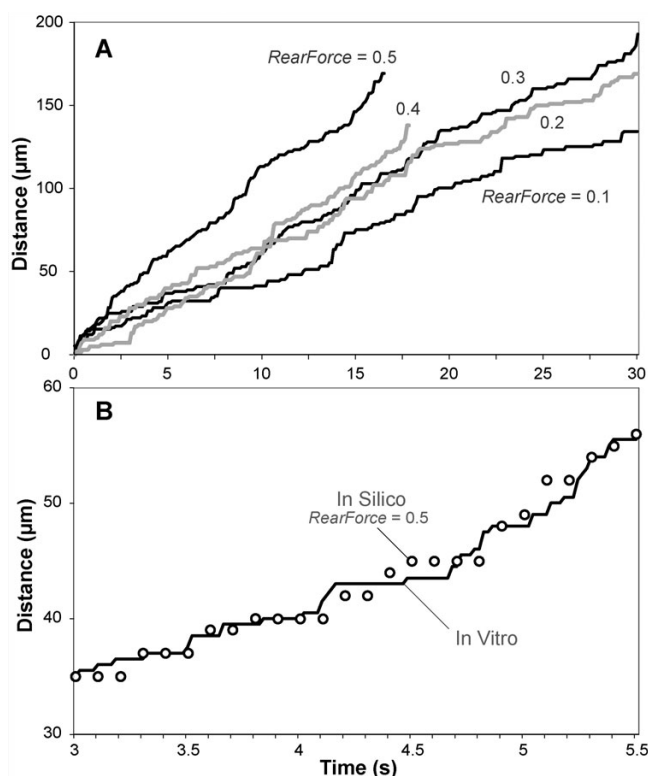 A
200
150
100
50
0
Distance (µm)
RearForce = 0.5
0.4
0.3
0.2
RearForce = 0.1
0 5 10 15 20 25 30
B
60
50
40
30
Distance (µm)
In Silico
RearForce = 0.5
In Vitro
3 3.5 4 4.5 5 5.5
Time (s)